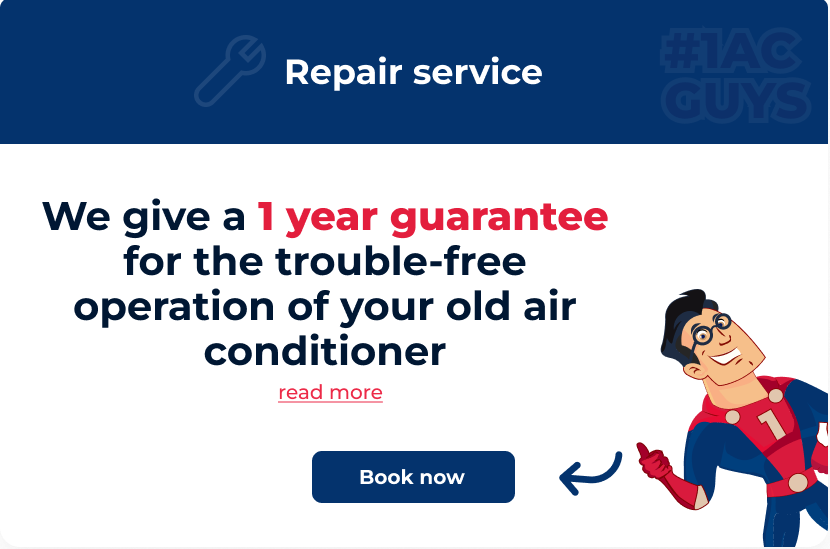 Repair service
#1AC
GUYS
We give a 1 year guarantee
for the trouble-free
operation of your old air
conditioner
read more
Book now
1